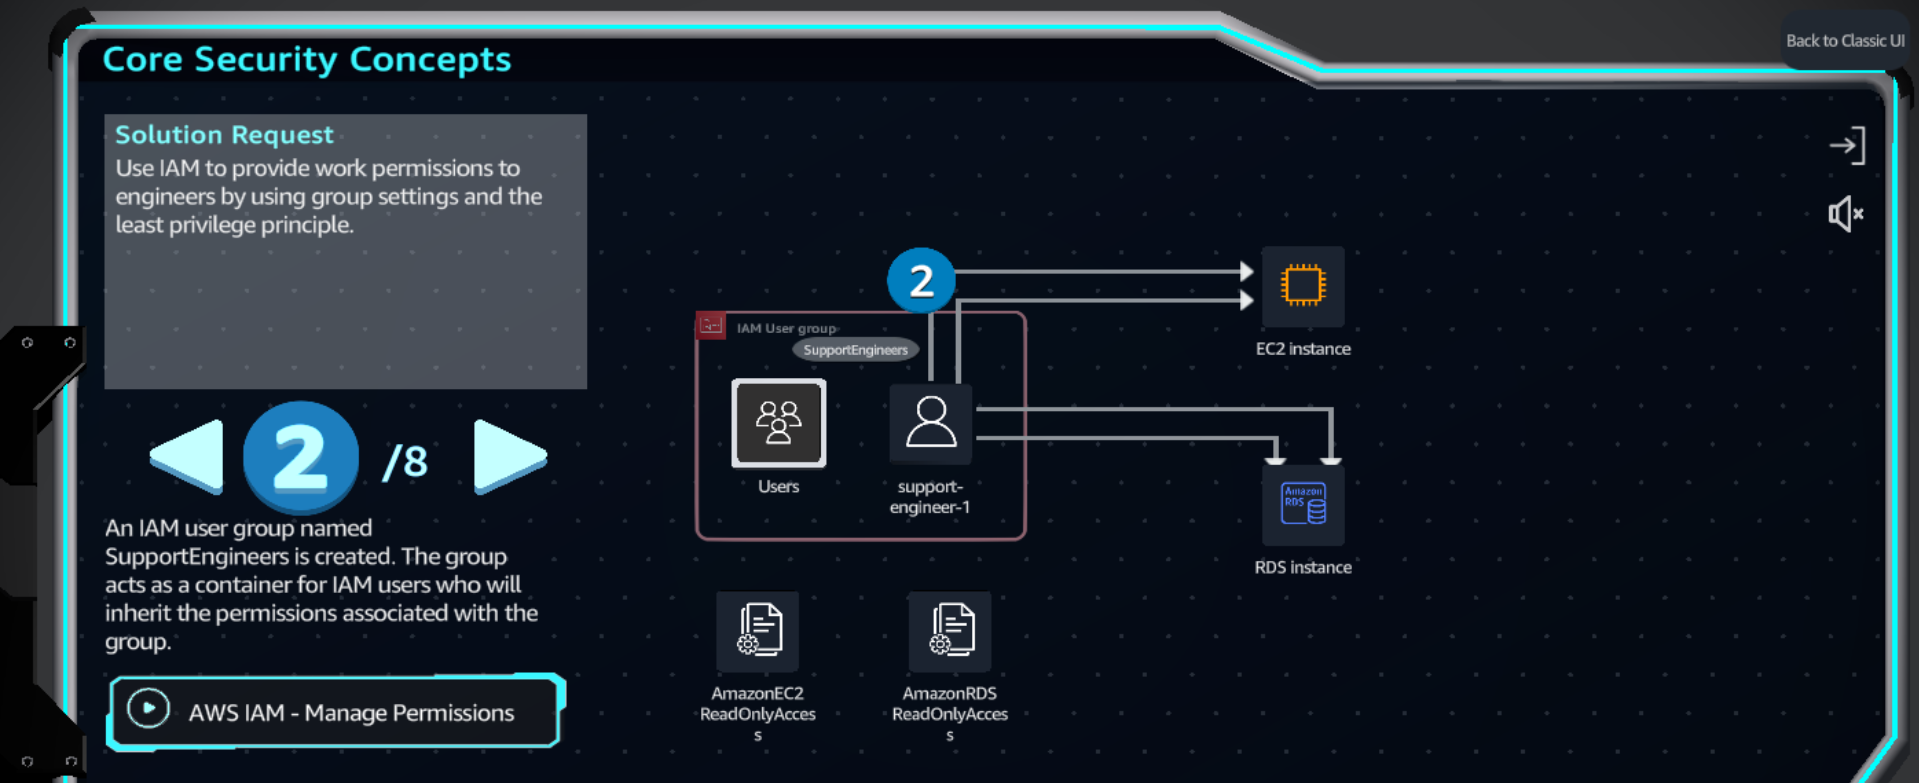 Back to Classic UI
Core Security Concepts
Solution Request
Use IAM to provide work permissions to
engineers by using group settings and the
least privilege principle.
2
/8
An IAM user group named
SupportEngineers is created. The group
acts as a container for IAM users who will
inherit the permissions associated with the
group.
AWS IAM - Manage Permissions
2
IAM User group
SupportEngineers
Users
support-
engineer-1
EC2 instance
Amazon
RDS
RDS instance
AmazonEC2
ReadOnlyAcces
s
AmazonRDS
ReadOnlyAcces
s